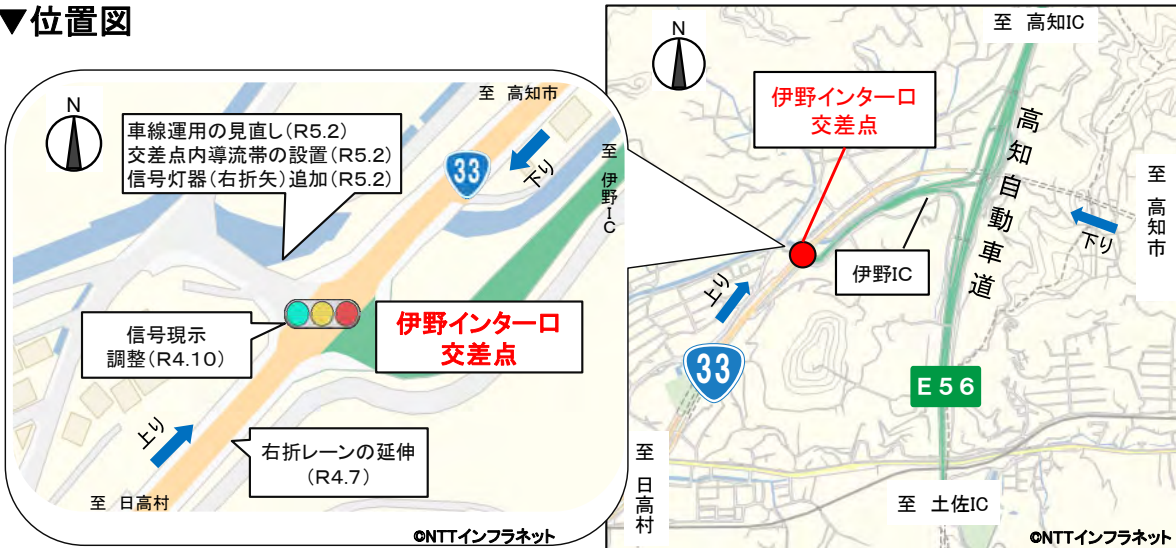 ▼位置図
N
至 高知市
車線運用の見直し(R5.2)
交差点内導流帯の設置(R5.2)
信号灯器(右折矢)追加(R5.2)
33
下り
至 伊野IC
信号現示
調整(R4.10)
伊野インター口
交差点
上り
右折レーンの延伸
(R4.7)
至 日高村
©NTTインフラネット
至 高知IC
N
伊野インター口
交差点
高知自動車道
至 高知市
下り
伊野IC
上り
33
E56
至 日高村
至 土佐IC
©NTTインフラネット